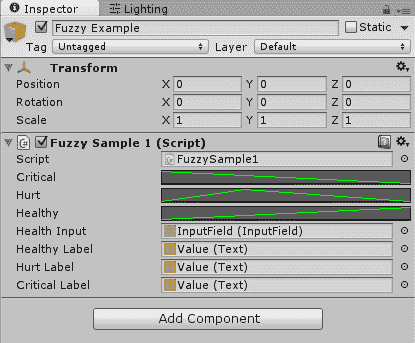 Inspector Lighting
Fuzzy Example Static
Tag Untagged Layer Default
Transform
Position X 0 Y 0 Z 0
Rotation X 0 Y 0 Z 0
Scale X 1 Y 1 Z 1
Fuzzy Sample 1 (Script)
Script FuzzySample1
Critical
Hurt
Healthy
Health Input InputField (InputField)
Healthy Label Value (Text)
Hurt Label Value (Text)
Critical Label Value (Text)
Add Component